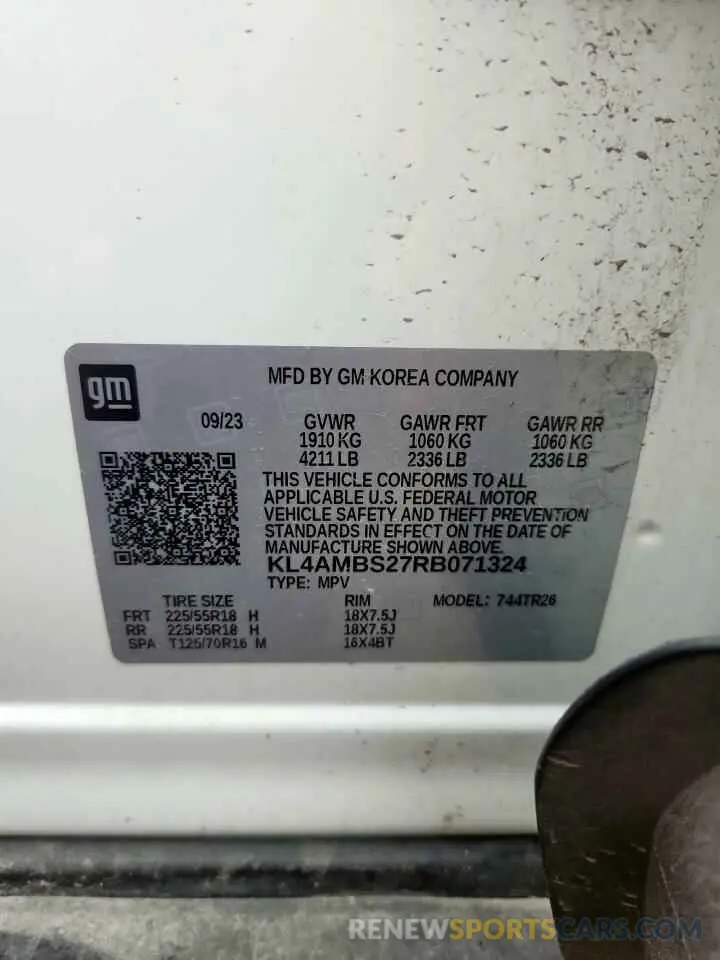 gm
MFD BY GM KOREA COMPANY
09/23 GVWR GAWR FRT GAWR RR
1910 KG 1060 KG 1060 KG
4211 LB 2336 LB 2336 LB
THIS VEHICLE CONFORMS TO ALL
APPLICABLE U.S. FEDERAL MOTOR
VEHICLE SAFETY AND THEFT PREVENTION
STANDARDS IN EFFECT ON THE DATE OF
MANUFACTURE SHOWN ABOVE.
KL4AMBS27RB071324
TYPE: MPV
TIRE SIZE RIM MODEL: 744TR26
FRT 225/55R18 H 18X7.5J
RR 225/55R18 H 18X7.5J
SPA T125/70R16 M 16X4BT
RENEWSPORTSCARS.COM